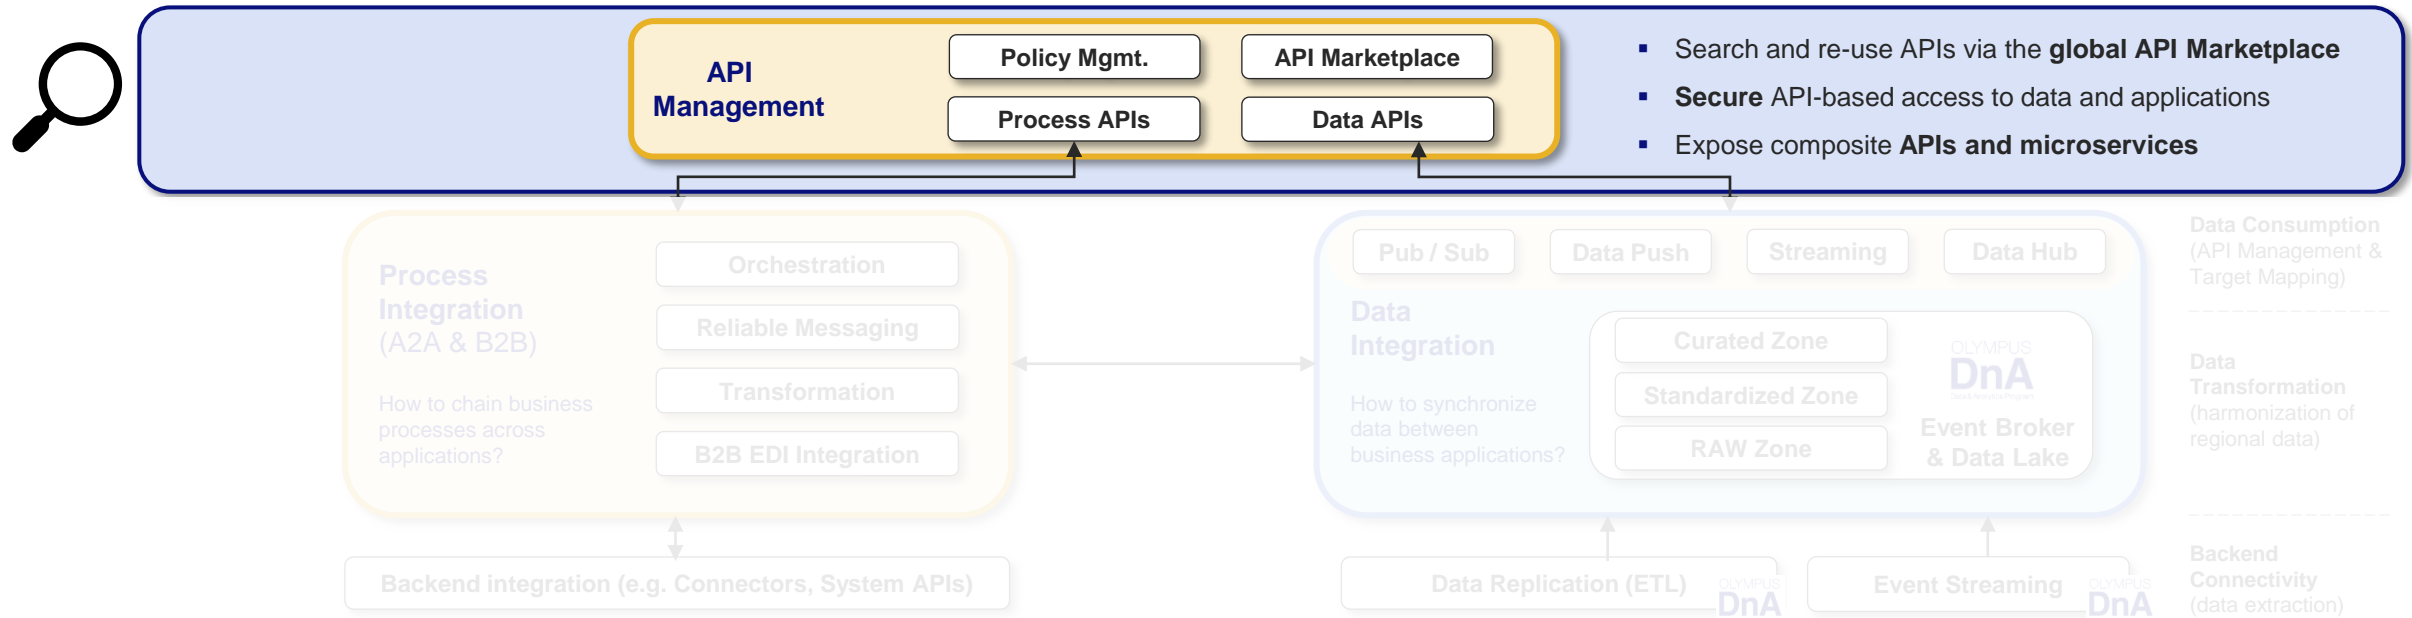 API
Management
Policy Mgmt.
API Marketplace
Process APIs
Data APIs
▪ Search and re-use APIs via the global API Marketplace
▪ Secure API-based access to data and applications
▪ Expose composite APIs and microservices
Process
Integration
(A2A & B2B)
How to chain business
processes across
applications?
Orchestration
Reliable Messaging
Transformation
B2B EDI Integration
Pub / Sub
Data Push
Streaming
Data Hub
Data
Integration
How to synchronize
data between
business applications?
Curated Zone
Standardized Zone
RAW Zone
OLYMPUS
DnA
Data & Analytics Program
Event Broker
& Data Lake
Data Consumption
(API Management &
Target Mapping)
Data
Transformation
(harmonization of
regional data)
Backend
Connectivity
(data extraction)
Backend integration (e.g. Connectors, System APIs)
Data Replication (ETL)
OLYMPUS
DnA
Event Streaming
OLYMPUS
DnA